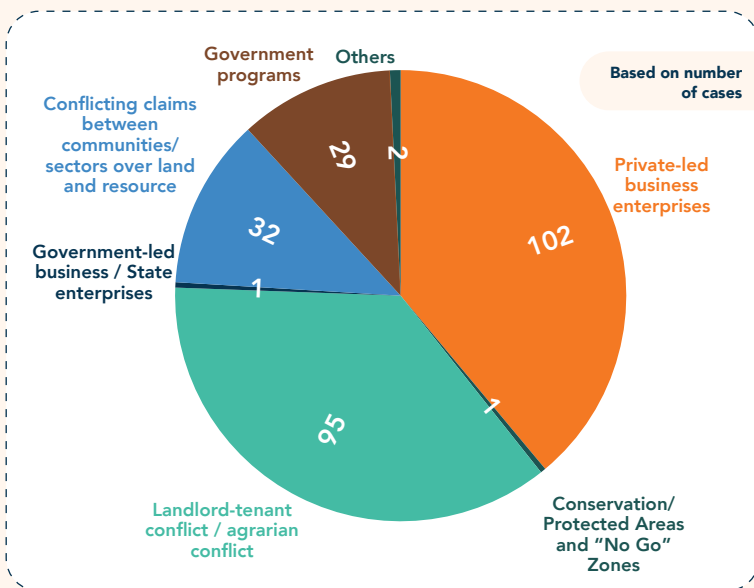 Government
programs
Others
Based on number
of cases
Conflicting claims
between
communities/
sectors over land
and resource
Private-led
business
enterprises
29
2
32
102
Government-led
business / State
enterprises
1
1
95
Landlord-tenant
conflict / agrarian
conflict
Conservation/
Protected Areas
and “No Go”
Zones